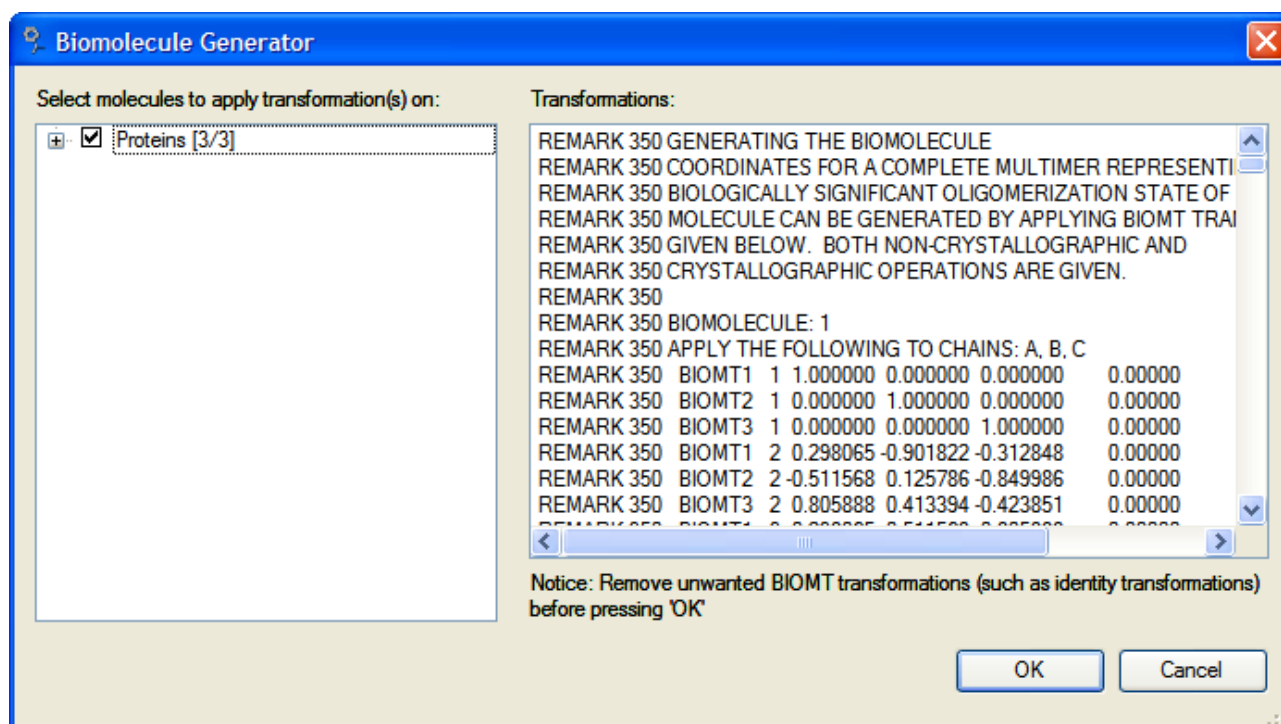 Biomolecule Generator
Select molecules to apply transformation(s) on:
Proteins [3/3]
Transformations:
REMARK 350 GENERATING THE BIOMOLECULE
REMARK 350 COORDINATES FOR A COMPLETE MULTIMER REPRESENTI
REMARK 350 BIOLOGICALLY SIGNIFICANT OLIGOMERIZATION STATE OF
REMARK 350 MOLECULE CAN BE GENERATED BY APPLYING BIOMT TRAN
REMARK 350 GIVEN BELOW.  BOTH NON-CRYSTALLOGRAPHIC AND
REMARK 350 CRYSTALLOGRAPHIC OPERATIONS ARE GIVEN.
REMARK 350
REMARK 350 BIOMOLECULE: 1
REMARK 350 APPLY THE FOLLOWING TO CHAINS: A, B, C
REMARK 350   BIOMT1   1  1.000000  0.000000  0.000000        0.00000
REMARK 350   BIOMT2   1  0.000000  1.000000  0.000000        0.00000
REMARK 350   BIOMT3   1  0.000000  0.000000  1.000000        0.00000
REMARK 350   BIOMT1   2  0.298065 -0.901822 -0.312848        0.00000
REMARK 350   BIOMT2   2 -0.511568  0.125786 -0.849986        0.00000
REMARK 350   BIOMT3   2  0.805888  0.413394 -0.423851        0.00000
Notice: Remove unwanted BIOMT transformations (such as identity transformations)
before pressing 'OK'
OK
Cancel